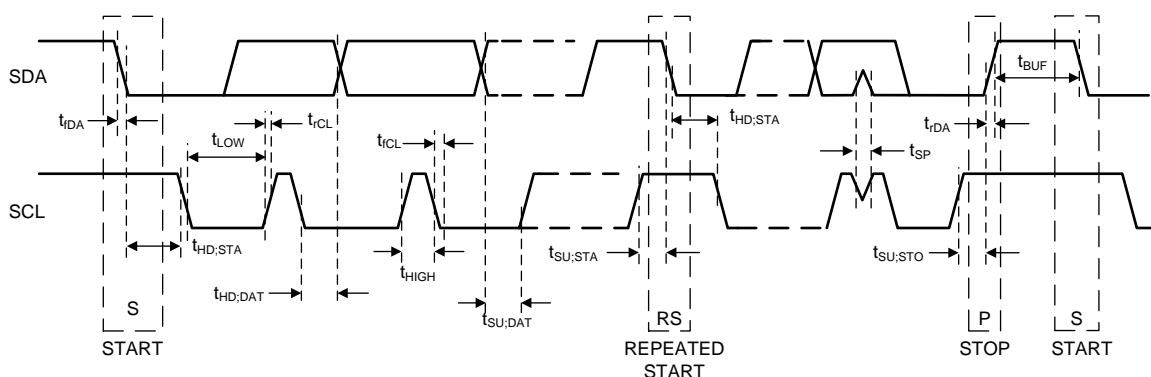 SDA
t_fDA
t_LOW
t_rCL
t_fCL
t_HD;STA
t_SP
t_rDA
t_BUF
SCL
t_HD;STA
t_HD;DAT
t_HIGH
t_SU;DAT
t_SU;STA
t_SU;STO
S
RS
P
S
START
REPEATED
START
STOP
START